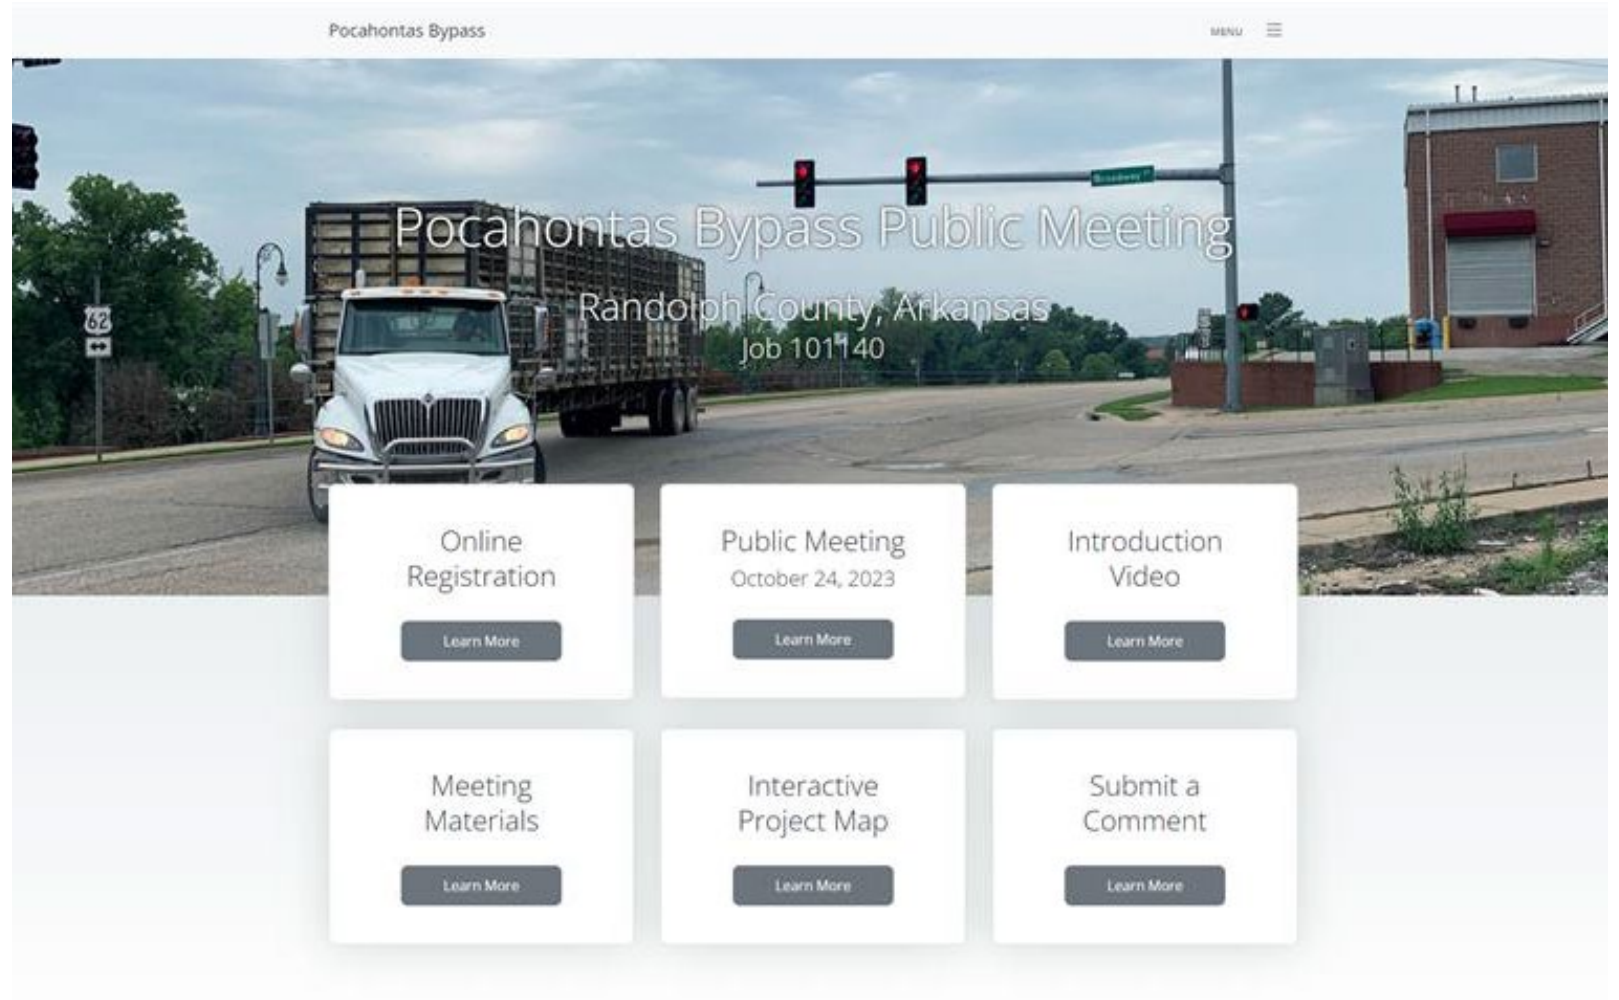 Pocahontas Bypass
MENU
Broadway
62
Pocahontas Bypass Public Meeting
Randolph County, Arkansas
Job 101140
Online
Registration
Learn More
Public Meeting
October 24, 2023
Learn More
Introduction
Video
Learn More
Meeting
Materials
Learn More
Interactive
Project Map
Learn More
Submit a
Comment
Learn More